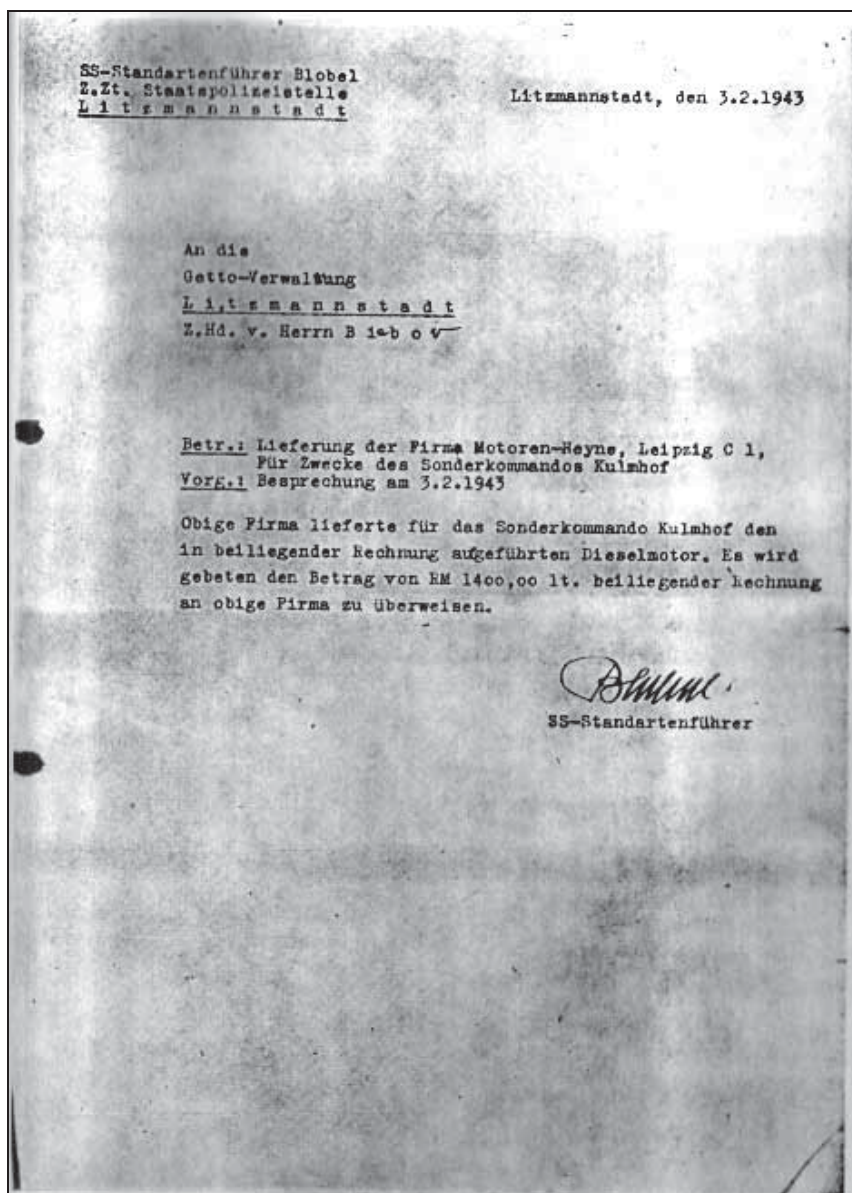 SS-Standartenführer Blobel
Z.Zt. Staatspolizeistelle
L i t z m a n n s t a d t
Litzmannstadt, den 3.2.1943
An die
Getto-Verwaltung
L i t z m a n n s t a d t
Z.Hd. v. Herrn B i e b o w
Betr.: Lieferung der Firma Motoren-Heyne, Leipzig C 1,
Für Zwecke des Sonderkommandos Kulmhof
Vorg.: Besprechung am 3.2.1943
Obige Firma lieferte für das Sonderkommando Kulmhof den
in beiliegender Rechnung aufgeführten Dieselmotor. Es wird
gebeten den Betrag von RM 1400,00 lt. beiliegender Rechnung
an obige Firma zu überweisen.
Blobel
SS-Standartenführer